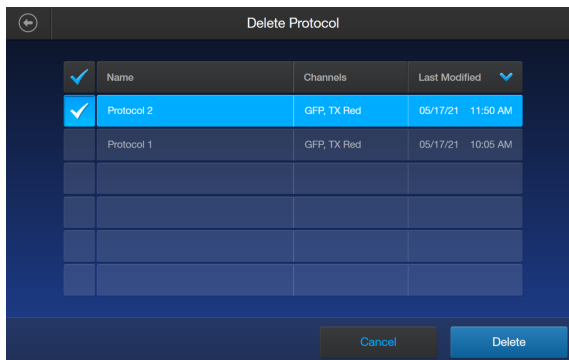 Delete Protocol
Name Channels Last Modified
Protocol 2 GFP, TX Red 05/17/21 11:50 AM
Protocol 1 GFP, TX Red 05/17/21 10:05 AM
Cancel Delete